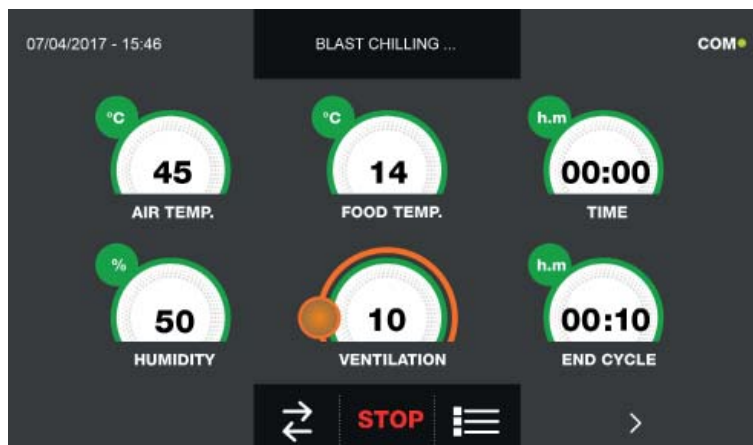 07/04/2017 - 15:46
BLAST CHILLING ...
COM
°C
45
AIR TEMP.
°C
14
FOOD TEMP.
h.m
00:00
TIME
%
50
HUMIDITY
10
VENTILATION
h.m
00:10
END CYCLE
STOP